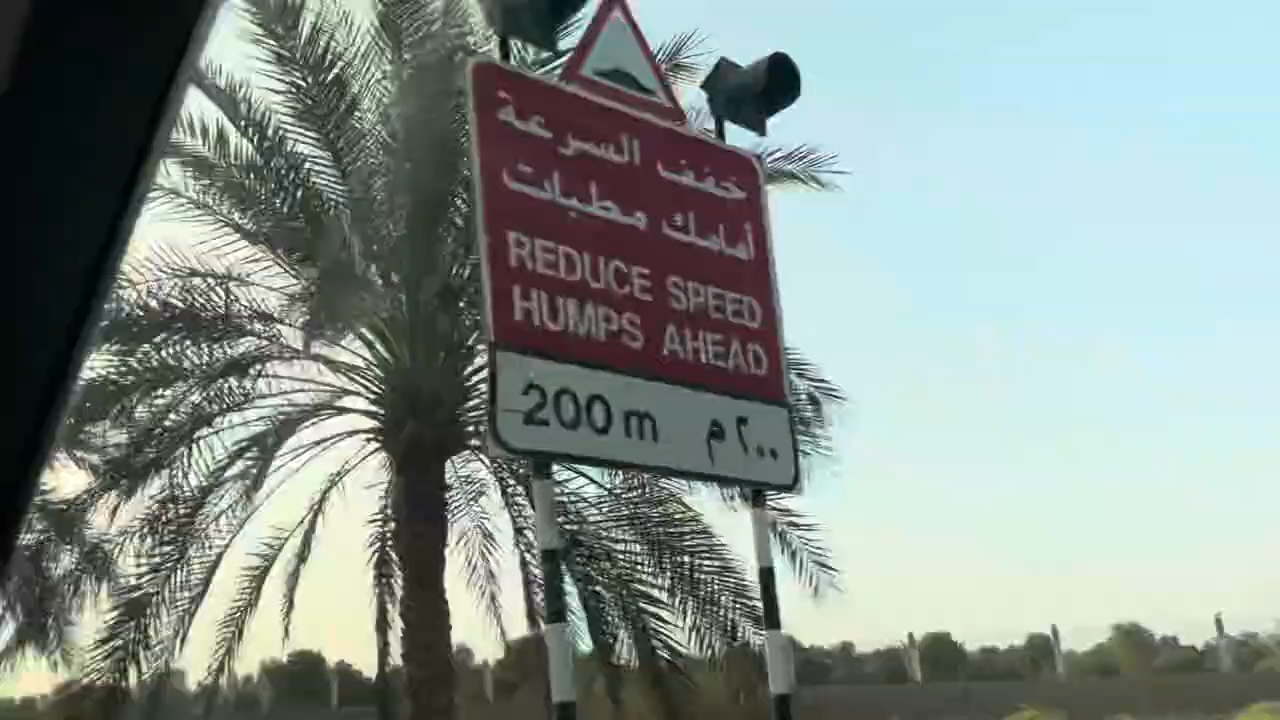 خفف السرعة
أمامك مطبات
REDUCE SPEED
HUMPS AHEAD
200 m ٢٠٠ م